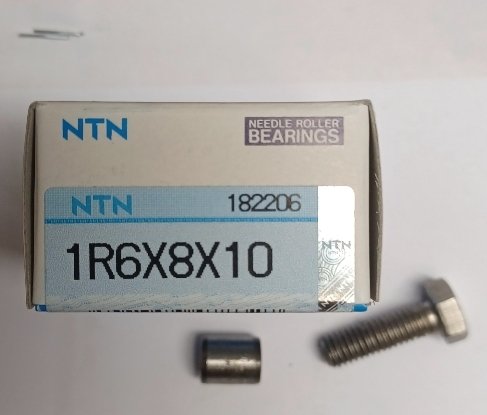 NTN
NEEDLE ROLLER
BEARINGS
NTN
182206
NTN
1R6X8X10